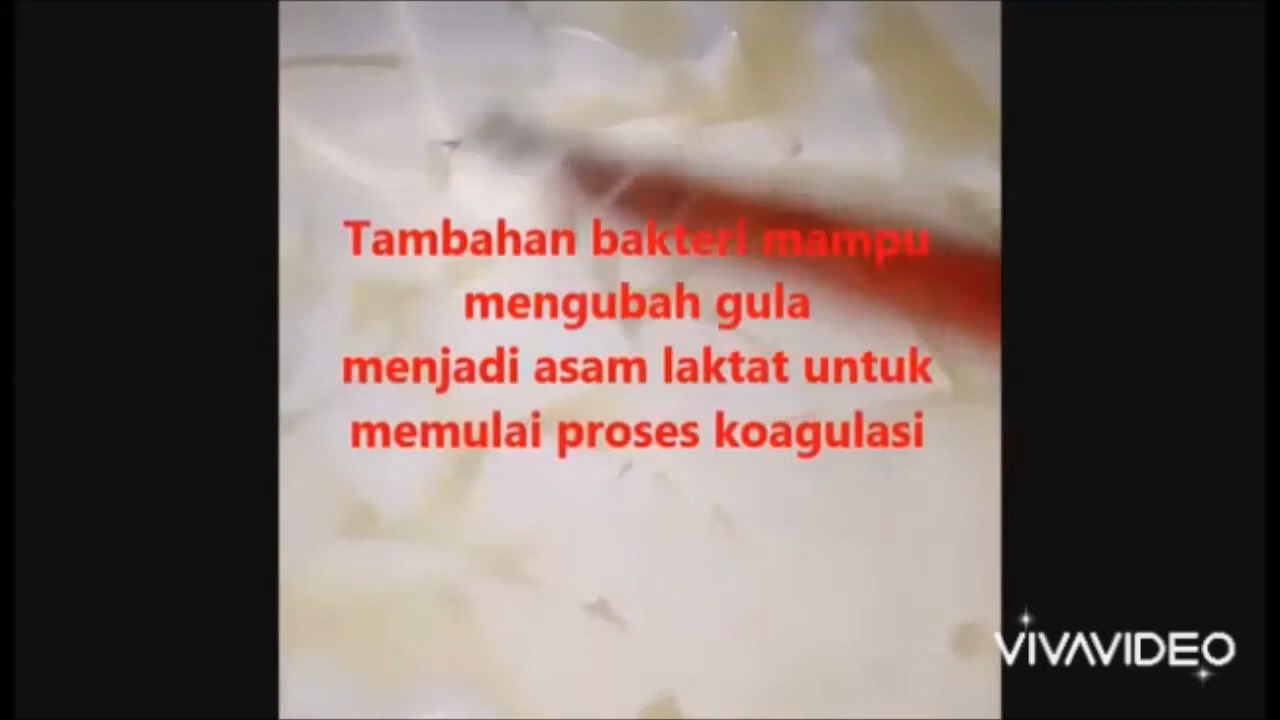 Tambahan bakteri mampu
mengubah gula
menjadi asam laktat untuk
memulai proses koagulasi
VIVAVIDEO